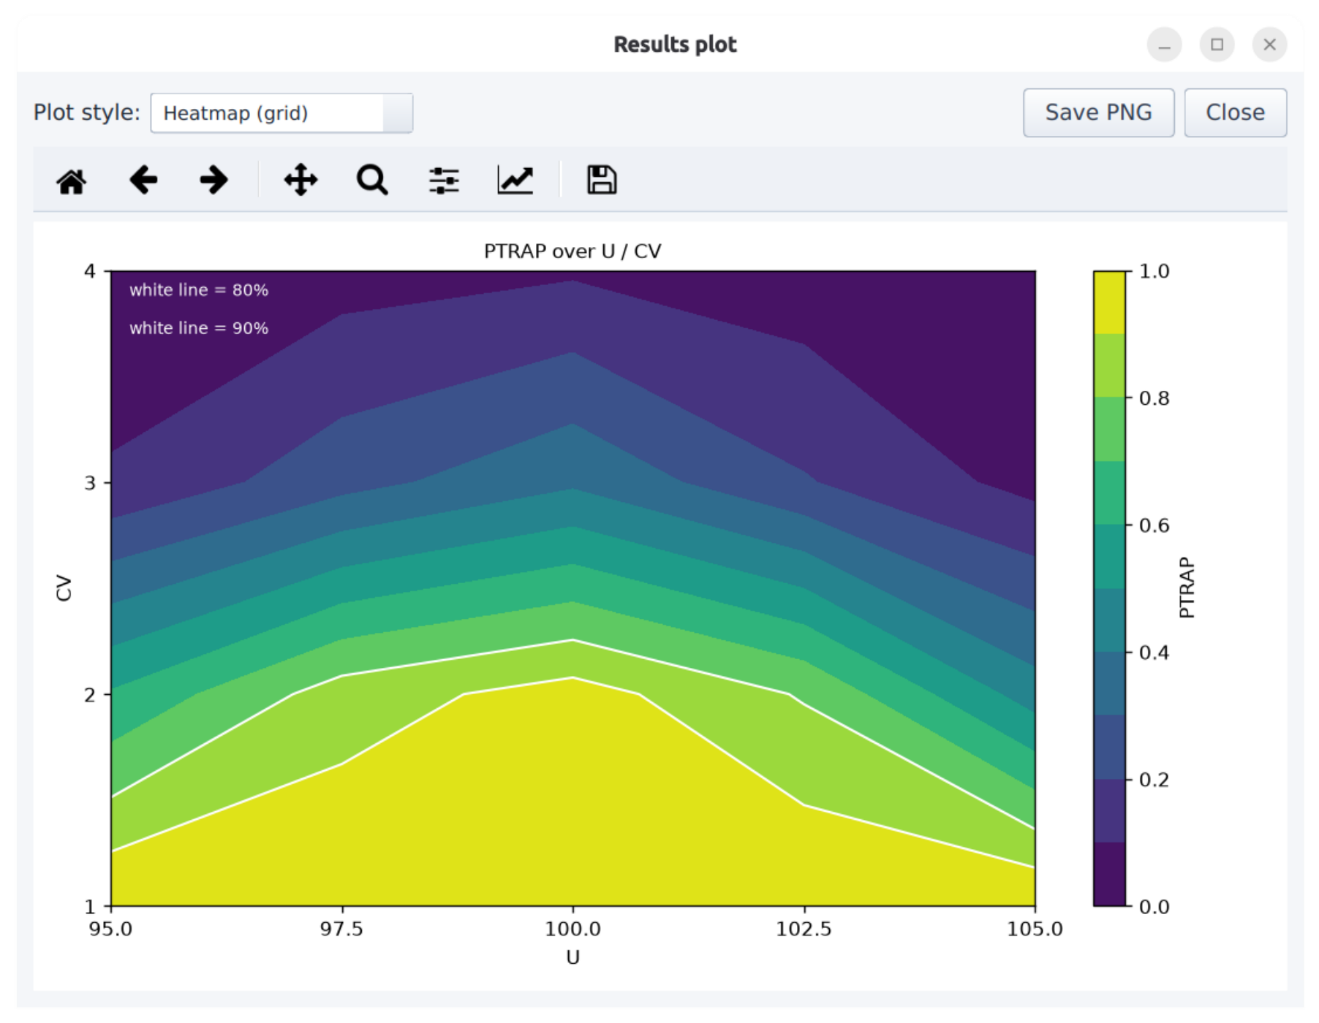 Results plot
Plot style: Heatmap (grid) Save PNG Close
PTRAP over U / CV
white line = 80%
white line = 90%
4
3
2
1
CV
95.0 97.5 100.0 102.5 105.0
U
1.0
0.8
0.6
0.4
0.2
0.0
PTRAP